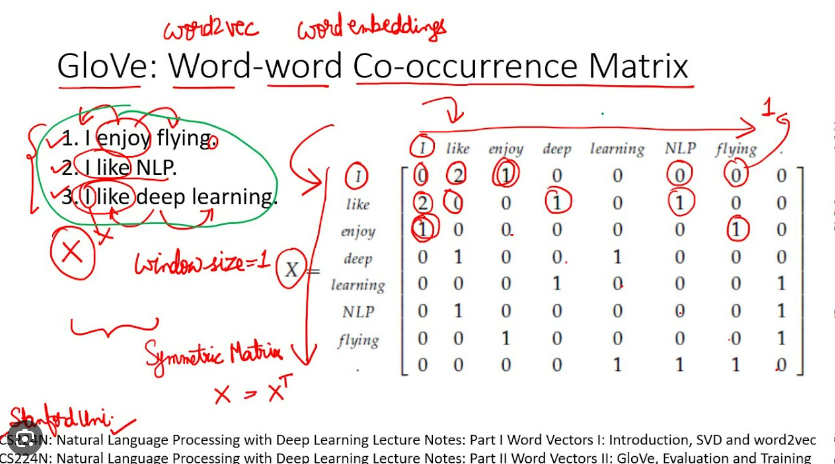 word2vec word embeddings
GloVe: Word-word Co-occurrence Matrix
1
1. I enjoy flying.
2. I like NLP.
3. I like deep learning.
X
window size=1
X =
I like enjoy deep learning NLP flying .
I 0 2 1 0 0 0 0 0
like 2 0 0 1 0 1 0 0
enjoy 1 0 0 0 0 0 1 0
deep 0 1 0 0 1 0 0 0
learning 0 0 0 1 0 0 0 1
NLP 0 1 0 0 0 0 0 1
flying 0 0 1 0 0 0 0 1
. 0 0 0 0 1 1 1 0
Symmetric Matrix
X = X^T
Stanford Uni.
CS224N: Natural Language Processing with Deep Learning Lecture Notes: Part I Word Vectors I: Introduction, SVD and word2vec
CS224N: Natural Language Processing with Deep Learning Lecture Notes: Part II Word Vectors II: GloVe, Evaluation and Training